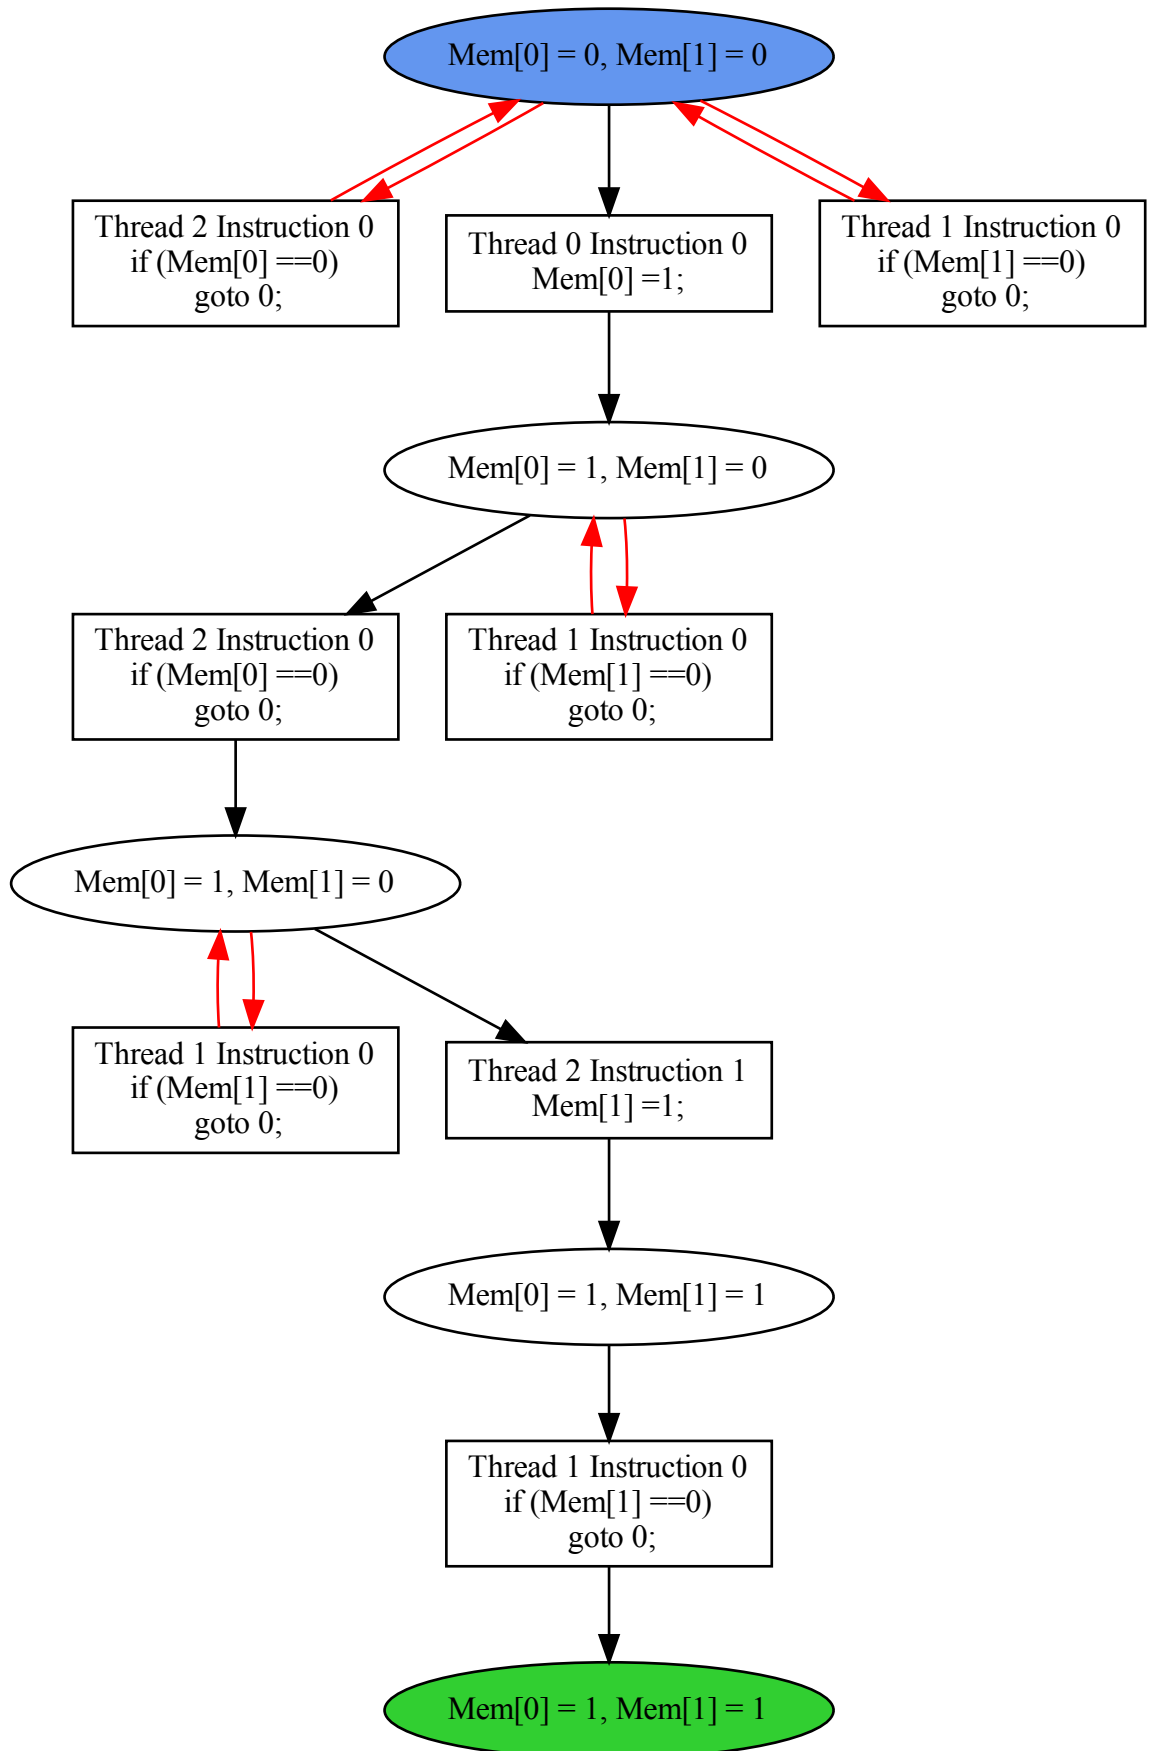 Mem[0] = 0, Mem[1] = 0
Thread 2 Instruction 0
if (Mem[0] ==0)
goto 0;
Thread 0 Instruction 0
Mem[0] =1;
Thread 1 Instruction 0
if (Mem[1] ==0)
goto 0;
Mem[0] = 1, Mem[1] = 0
Thread 2 Instruction 0
if (Mem[0] ==0)
goto 0;
Thread 1 Instruction 0
if (Mem[1] ==0)
goto 0;
Mem[0] = 1, Mem[1] = 0
Thread 1 Instruction 0
if (Mem[1] ==0)
goto 0;
Thread 2 Instruction 1
Mem[1] =1;
Mem[0] = 1, Mem[1] = 1
Thread 1 Instruction 0
if (Mem[1] ==0)
goto 0;
Mem[0] = 1, Mem[1] = 1